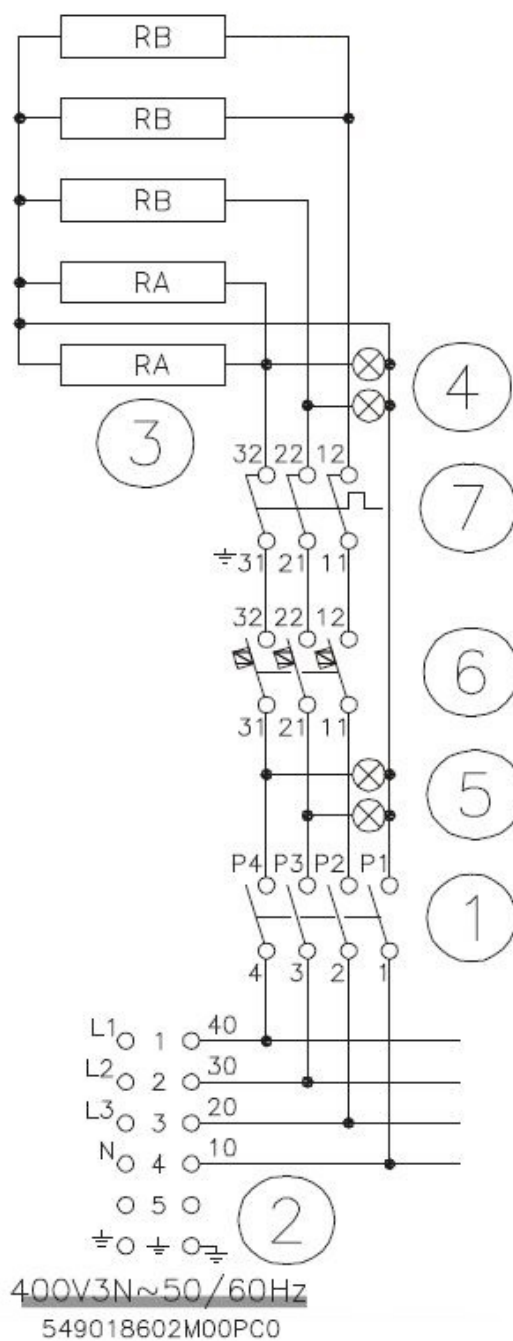 RB
RB
RB
RA
RA
4
3
32 22 12
7
31 21 11
32 22 12
6
31 21 11
5
P4 P3 P2 P1
1
4 3 2 1
L1 1 40
L2 2 30
L3 3 20
N 4 10
5
2
400V3N~50/60Hz
549018602M00PC0